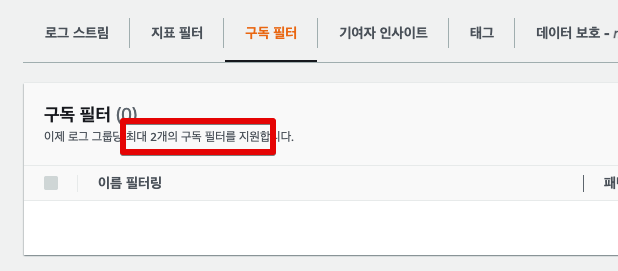 로그 스트림 지표 필터 구독 필터 기여자 인사이트 태그 데이터 보호 -
구독 필터 (0)
이제 로그 그룹당 최대 2개의 구독 필터를 지원합니다.
이름 필터링